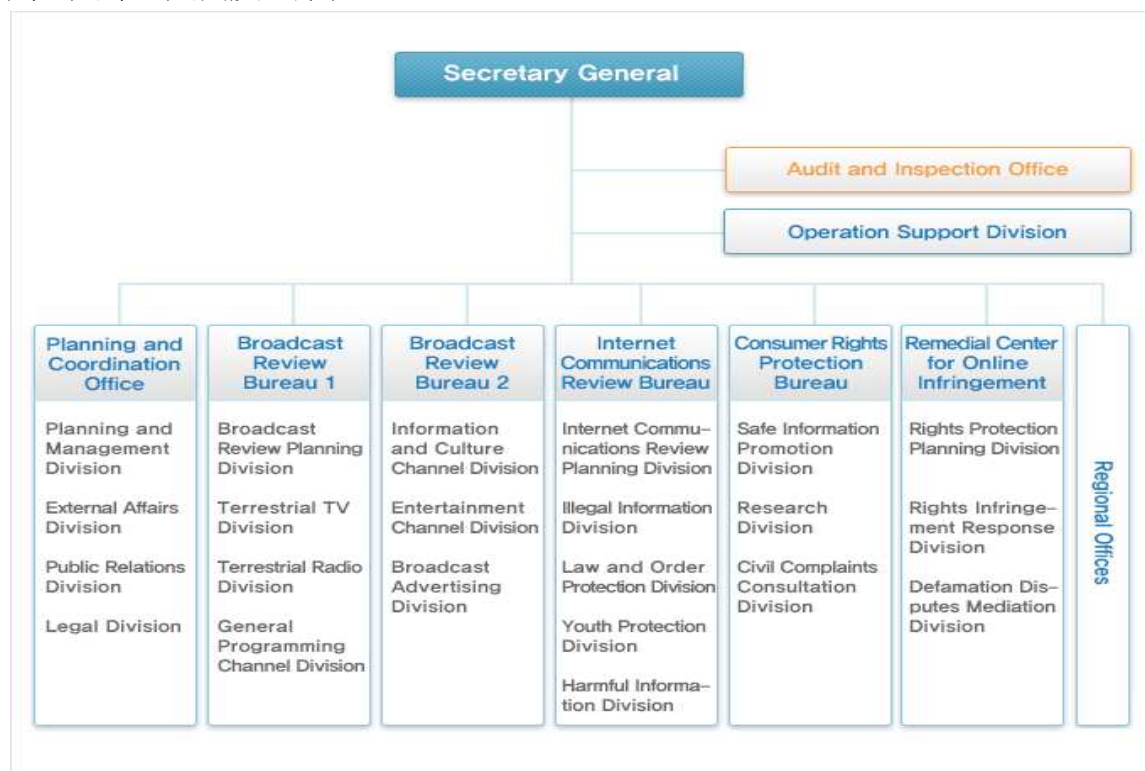 Secretary General
Audit and Inspection Office
Operation Support Division
Planning and
Coordination
Office
Planning and
Management
Division
External Affairs
Division
Public Relations
Division
Legal Division
Broadcast
Review
Bureau 1
Broadcast
Review Planning
Division
Terrestrial TV
Division
Terrestrial Radio
Division
General
Programming
Channel Division
Broadcast
Review
Bureau 2
Information
and Culture
Channel Division
Entertainment
Channel Division
Broadcast
Advertising
Division
Internet
Communications
Review Bureau
Internet Commu-
nications Review
Planning Division
Illegal Information
Division
Law and Order
Protection Division
Youth Protection
Division
Harmful Informa-
tion Division
Consumer Rights
Protection
Bureau
Safe Information
Promotion
Division
Research
Division
Civil Complaints
Consultation
Division
Remedial Center
for Online
Infringement
Rights Protection
Planning Division
Rights Infringe-
ment Response
Division
Defamation Dis-
putes Mediation
Division
Regional Offices